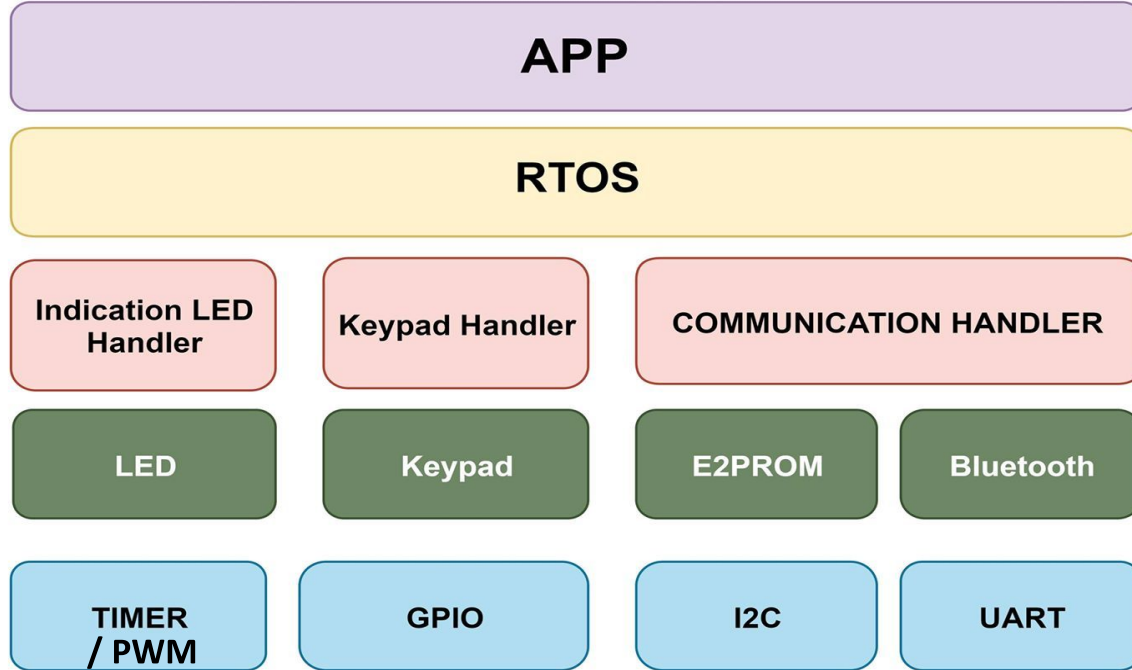 APP
RTOS
Indication LED
Handler
Keypad Handler
COMMUNICATION HANDLER
LED
Keypad
E2PROM
Bluetooth
TIMER
/ PWM
GPIO
I2C
UART